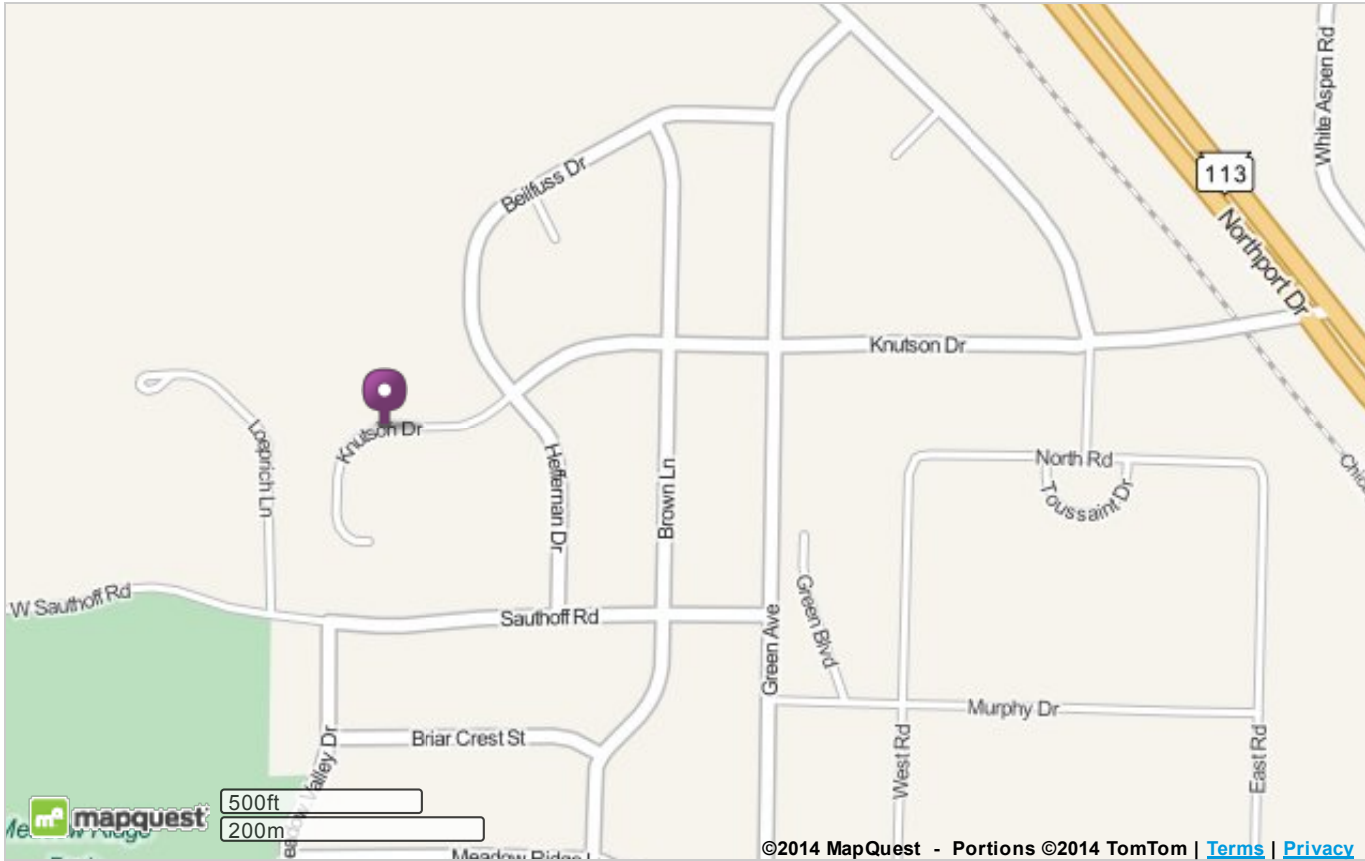 White Aspen Rd
113
Northport Dr
Beilfuss Dr
Knutson Dr
Knutson Dr
Loeprich Ln
Heffernan Dr
Brown Ln
North Rd
Toussaint Dr
W Sauthoff Rd
Sauthoff Rd
Green Ave
Green Blvd
Murphy Dr
Briar Crest St
West Rd
East Rd
500ft
200m
mapquest
©2014 MapQuest - Portions ©2014 TomTom | Terms | Privacy